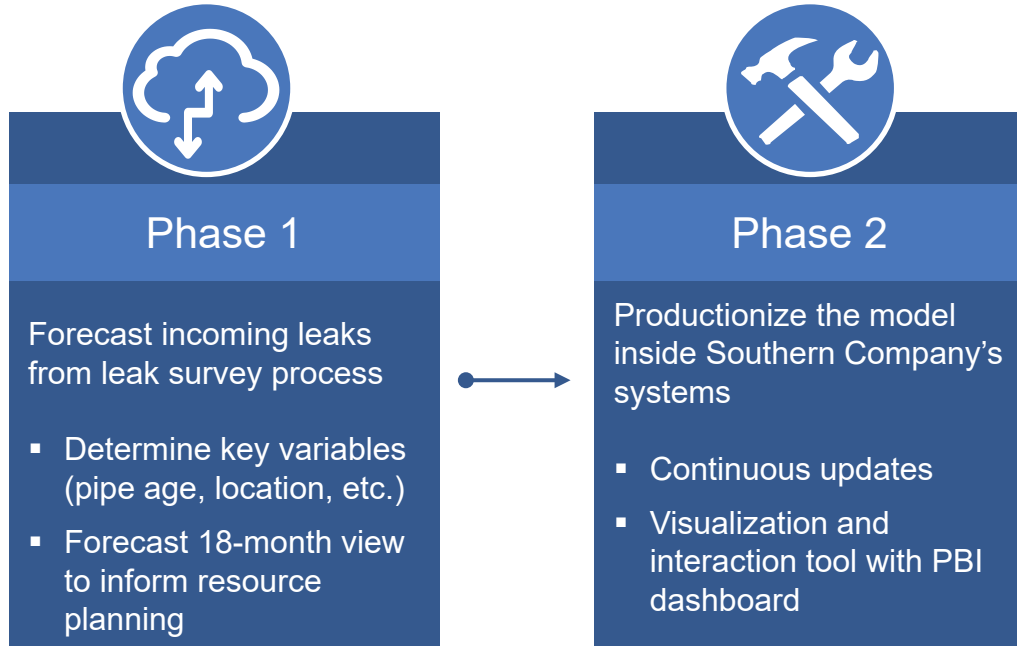 Phase 1
Forecast incoming leaks
from leak survey process
▪ Determine key variables
(pipe age, location, etc.)
▪ Forecast 18-month view
to inform resource
planning
Phase 2
Productionize the model
inside Southern Company’s
systems
▪ Continuous updates
▪ Visualization and
interaction tool with PBI
dashboard